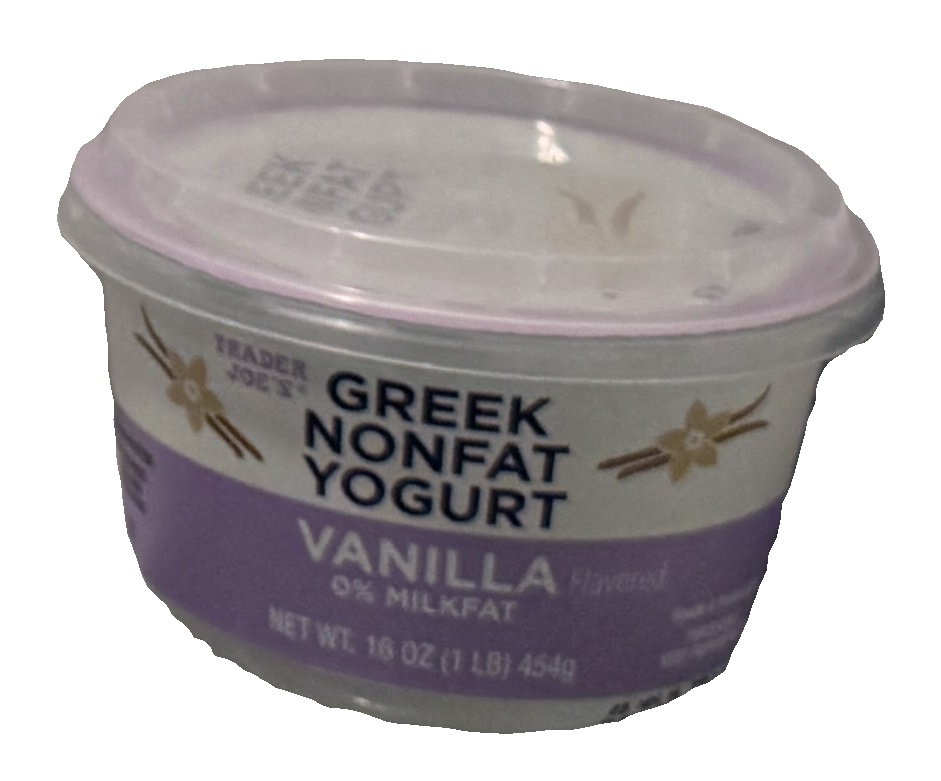 TRADER
JOE'S
GREEK
NONFAT
YOGURT
VANILLA Flavored
0% MILKFAT
NET WT. 16 OZ (1 LB) 454g